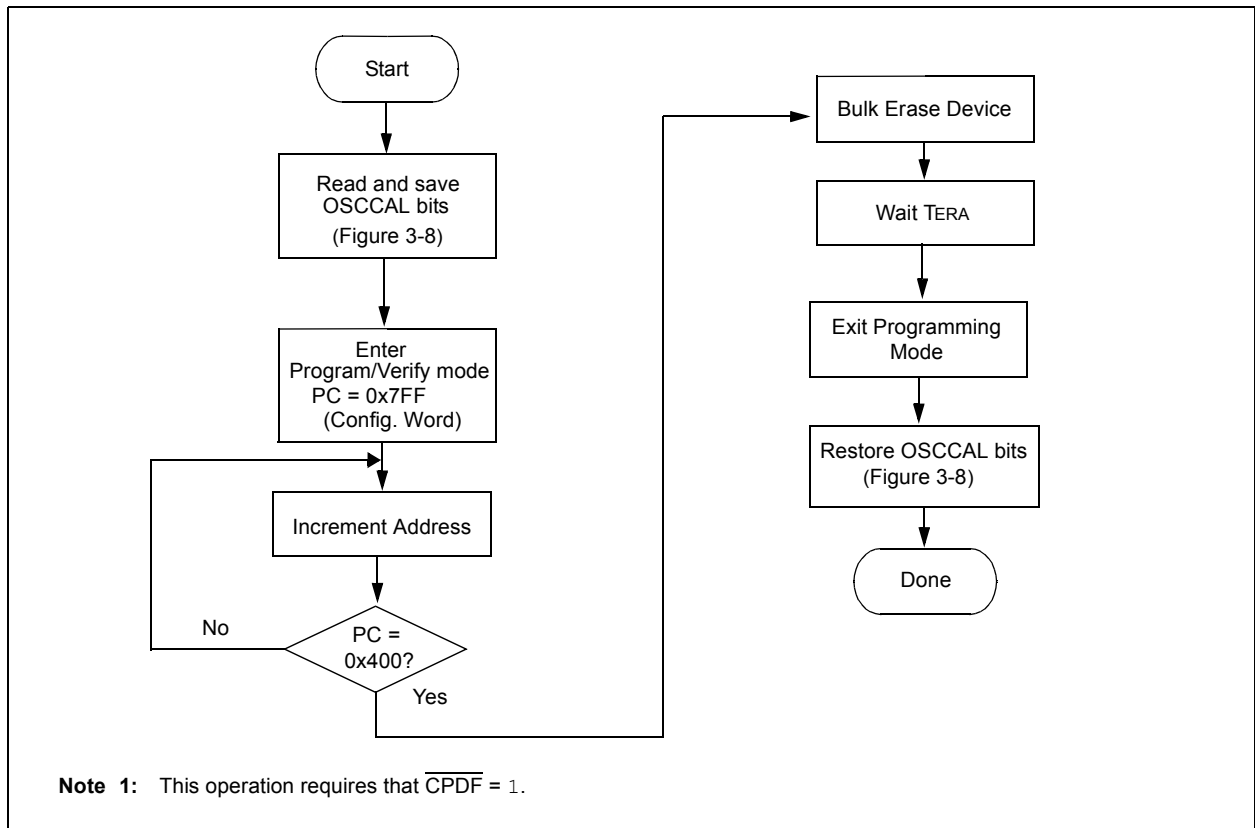 Start
Read and save
OSCCAL bits
(Figure 3-8)
Enter
Program/Verify mode
PC = 0x7FF
(Config. Word)
Increment Address
PC =
0x400?
No
Yes
Bulk Erase Device
Wait TERA
Exit Programming
Mode
Restore OSCCAL bits
(Figure 3-8)
Done
Note 1: This operation requires that C̅P̅D̅F̅ = 1.